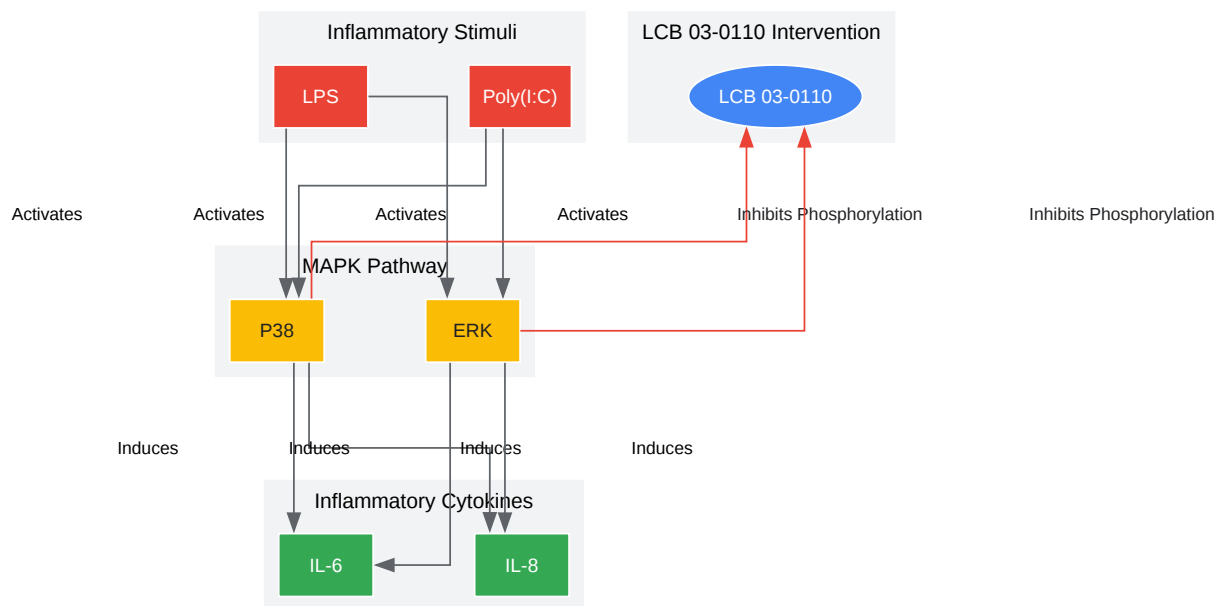 Inflammatory Stimuli
LCB 03-0110 Intervention
LPS
Poly(I:C)
LCB 03-0110
Activates
Activates
Activates
Activates
Inhibits Phosphorylation
Inhibits Phosphorylation
MAPK Pathway
P38
ERK
Induces
Induces
Induces
Induces
Inflammatory Cytokines
IL-6
IL-8